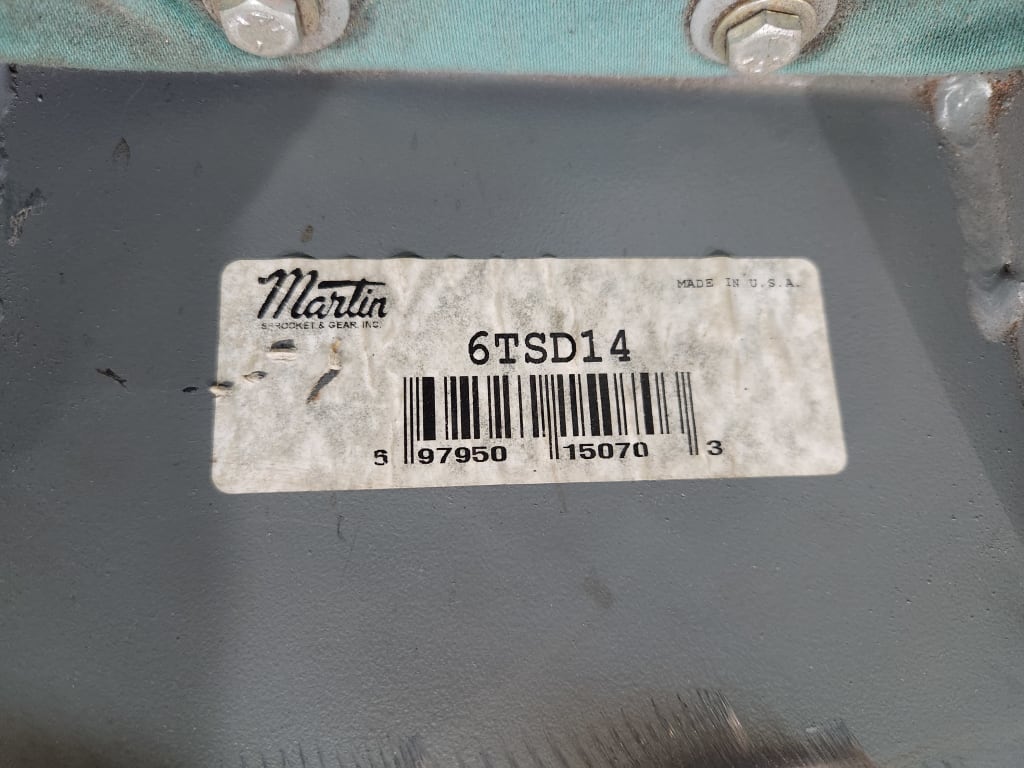 Martin
SPROCKET & GEAR, INC.
MADE IN U.S.A.
6TSD14
6 97950 15070 3